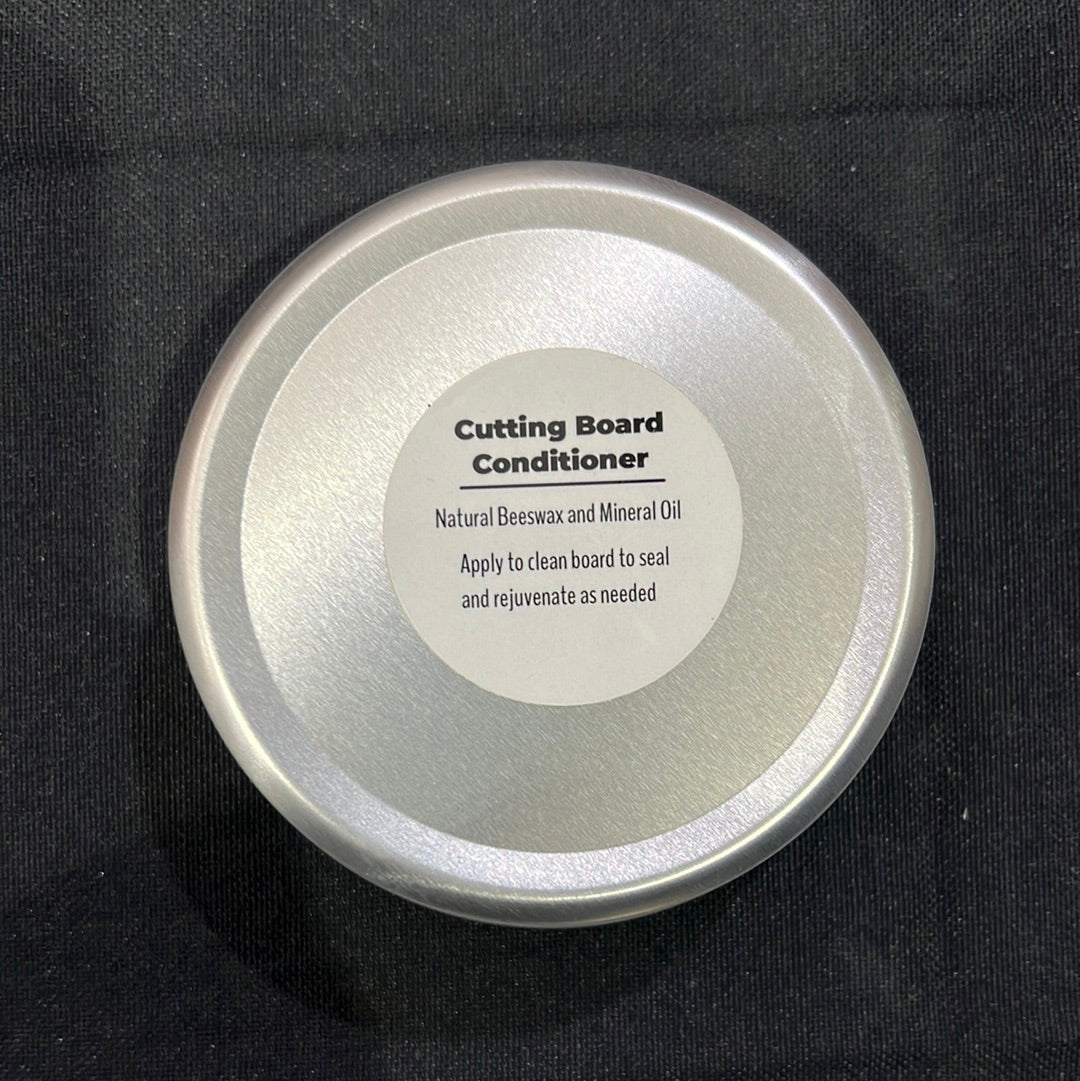 Cutting Board
Conditioner
Natural Beeswax and Mineral Oil
Apply to clean board to seal
and rejuvenate as needed